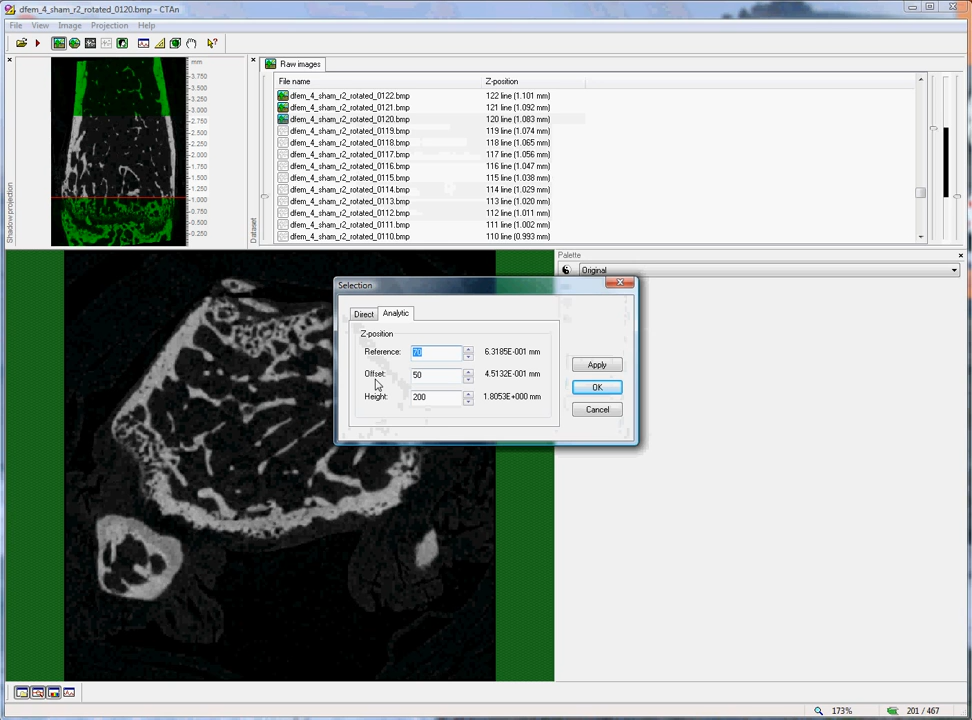 dfem_4_sham_r2_rotated_0120.bmp - CTAn
File View Image Projection Help
mm
3.750
3.500
3.250
3.000
2.750
2.500
2.250
2.000
1.750
1.500
1.250
1.000
0.750
0.500
0.250
Shadow projection
Dataset
Raw images
File name Z-position
dfem_4_sham_r2_rotated_0122.bmp 122 line (1.101 mm)
dfem_4_sham_r2_rotated_0121.bmp 121 line (1.092 mm)
dfem_4_sham_r2_rotated_0120.bmp 120 line (1.083 mm)
dfem_4_sham_r2_rotated_0119.bmp 119 line (1.074 mm)
dfem_4_sham_r2_rotated_0118.bmp 118 line (1.065 mm)
dfem_4_sham_r2_rotated_0117.bmp 117 line (1.056 mm)
dfem_4_sham_r2_rotated_0116.bmp 116 line (1.047 mm)
dfem_4_sham_r2_rotated_0115.bmp 115 line (1.038 mm)
dfem_4_sham_r2_rotated_0114.bmp 114 line (1.029 mm)
dfem_4_sham_r2_rotated_0113.bmp 113 line (1.020 mm)
dfem_4_sham_r2_rotated_0112.bmp 112 line (1.011 mm)
dfem_4_sham_r2_rotated_0111.bmp 111 line (1.002 mm)
dfem_4_sham_r2_rotated_0110.bmp 110 line (0.993 mm)
Palette
Original
Selection
Direct Analytic
Z-position
Reference: 70 6.3185E-001 mm
Offset: 50 4.5132E-001 mm
Height: 200 1.8053E+000 mm
Apply
OK
Cancel
173% 201 / 467